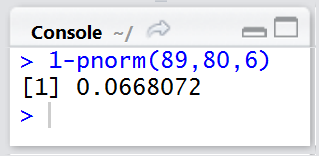 Console ~/
> 1-pnorm(89,80,6)
[1] 0.0668072
>